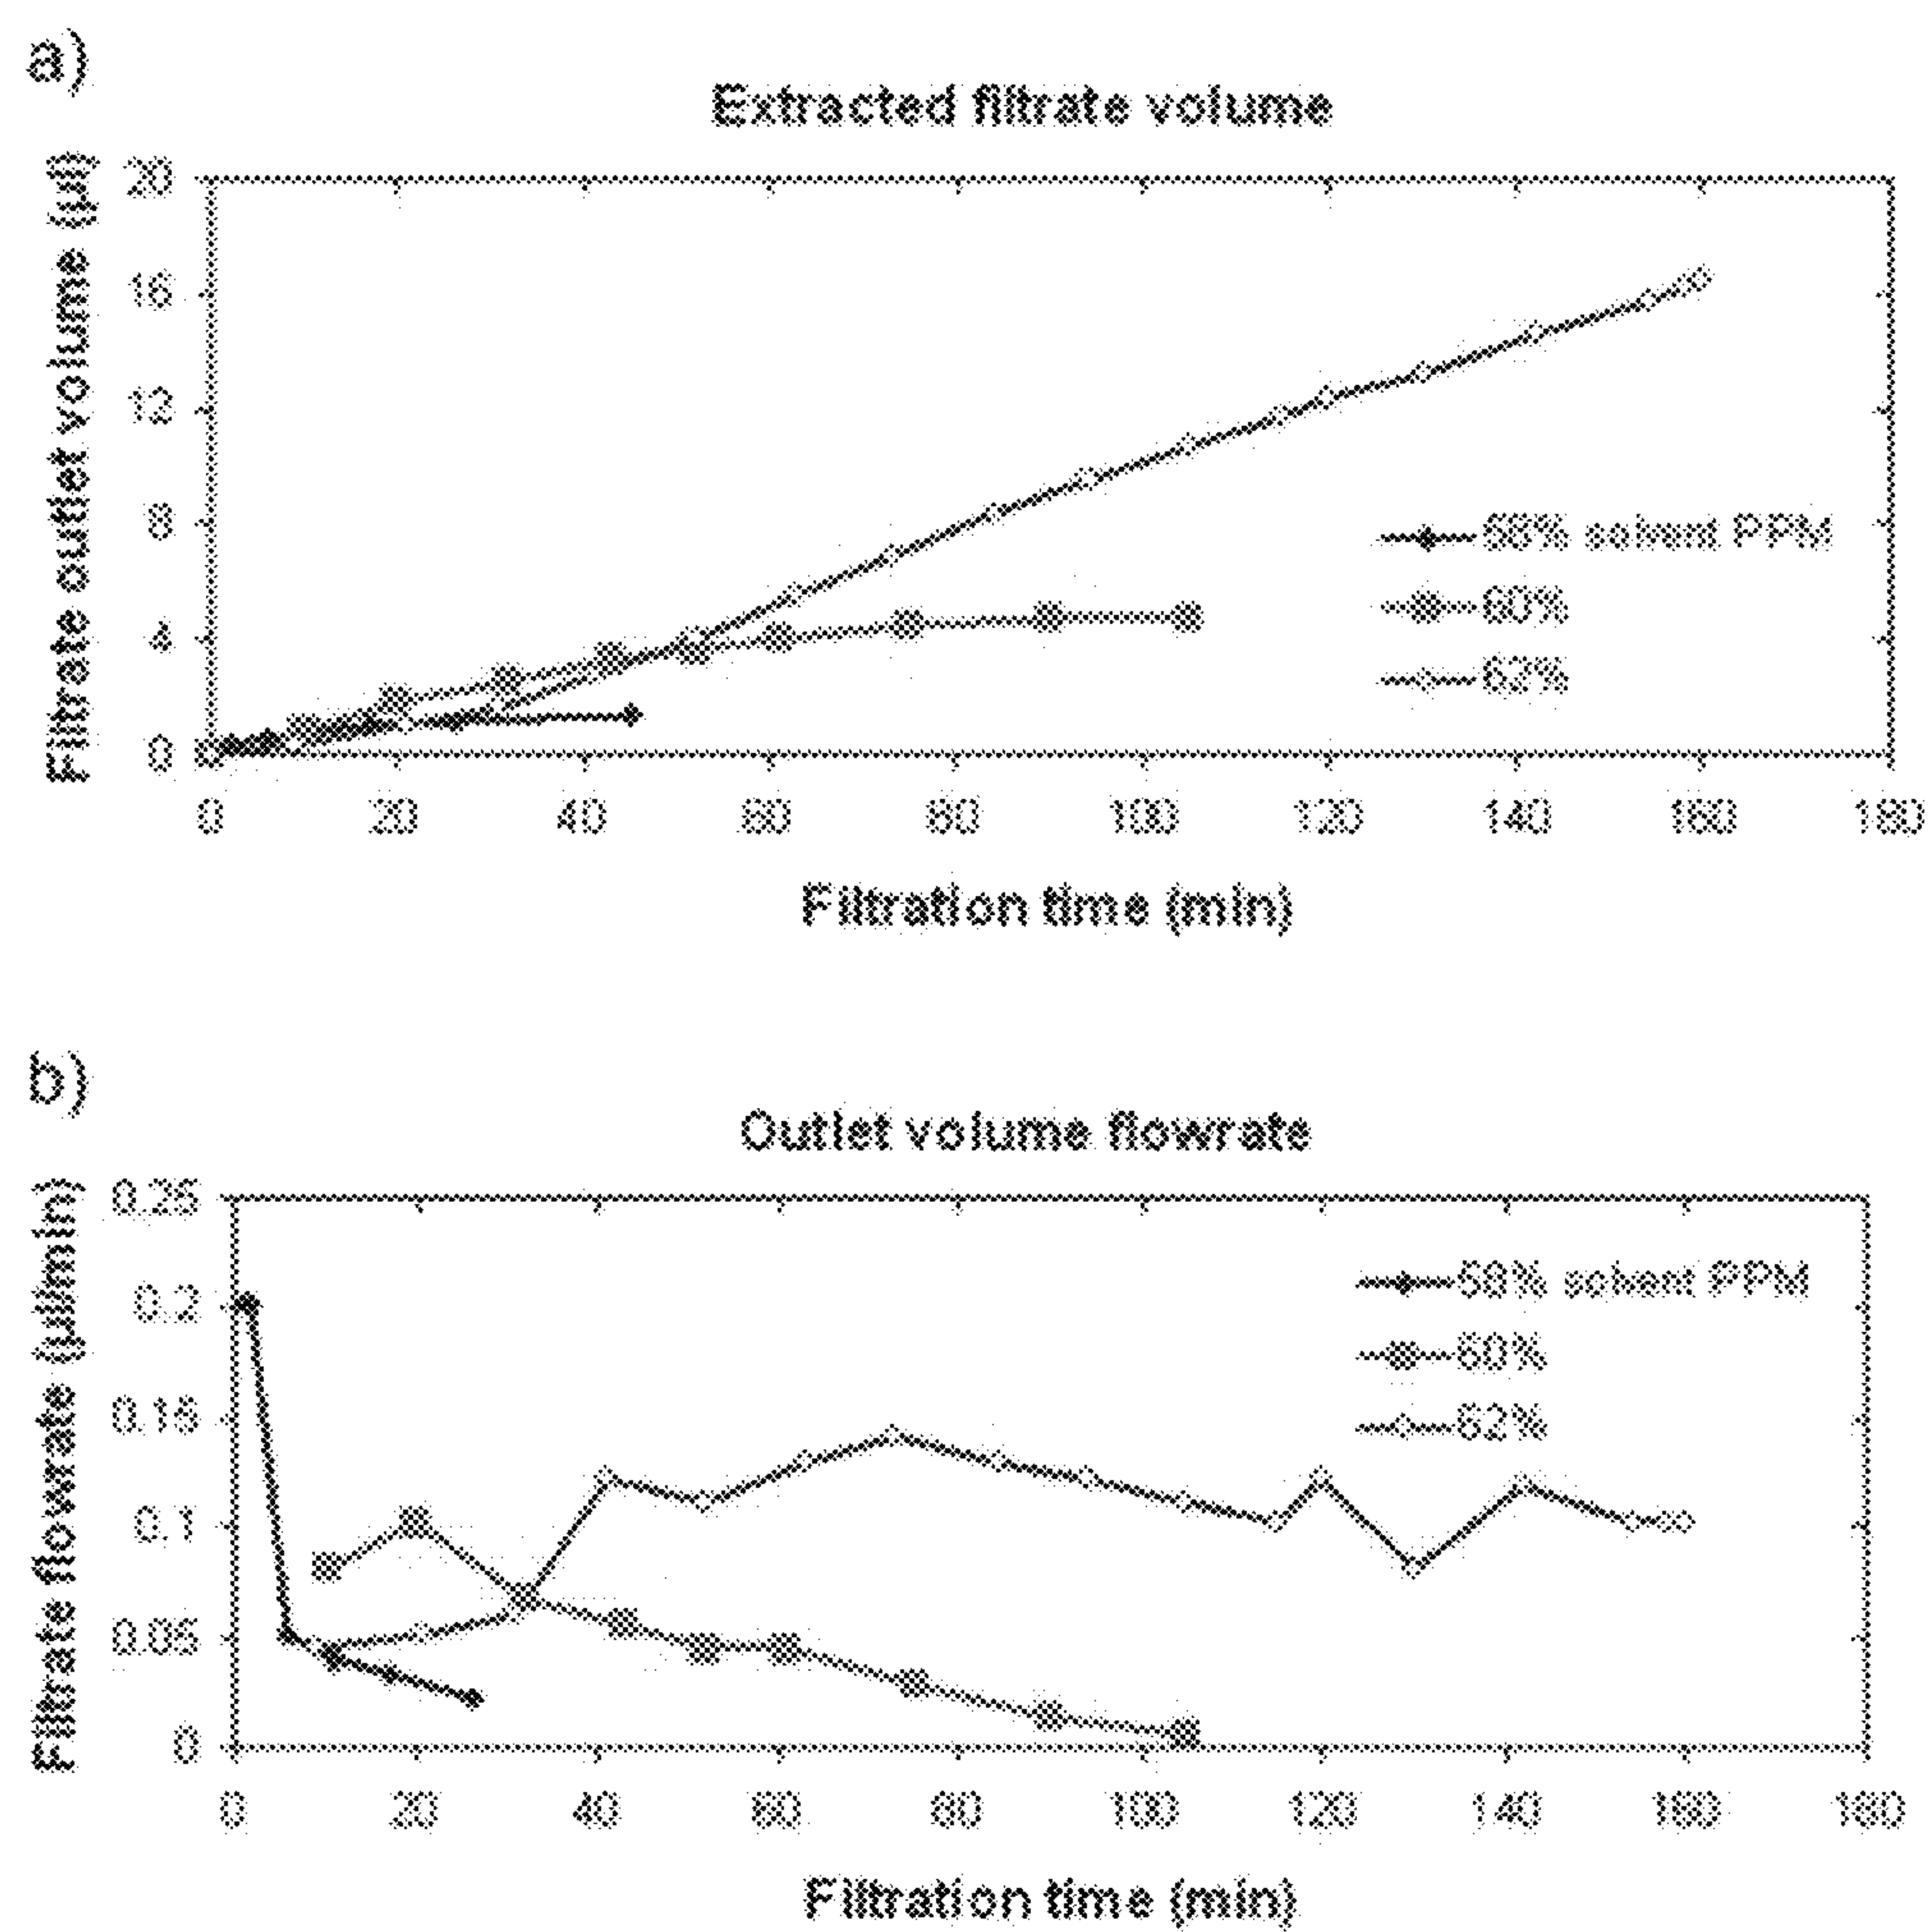 a)
Extracted filtrate volume
Filtrate outlet volume (µl)
20
16
12
8
4
0
58% solvent PPM
60%
62%
0 20 40 60 80 100 120 140 160 180
Filtration time (min)
b)
Outlet volume flowrate
Filtrate flowrate (µl/min)
0.25
0.2
0.15
0.1
0.05
0
58% solvent PPM
60%
62%
0 20 40 60 80 100 120 140 160 180
Filtration time (min)